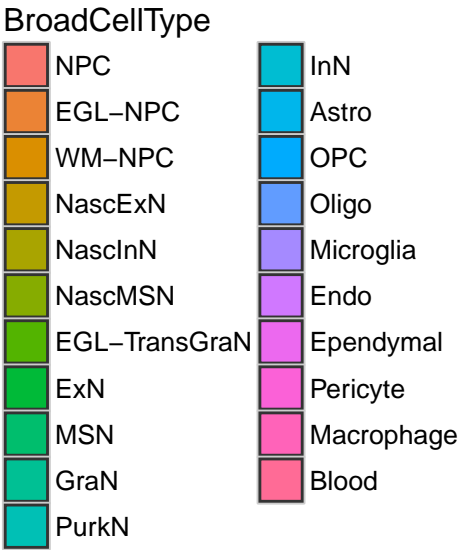 BroadCellType
NPC
EGL−NPC
WM−NPC
NascExN
NascInN
NascMSN
EGL−TransGraN
ExN
MSN
GraN
PurkN
InN
Astro
OPC
Oligo
Microglia
Endo
Ependymal
Pericyte
Macrophage
Blood